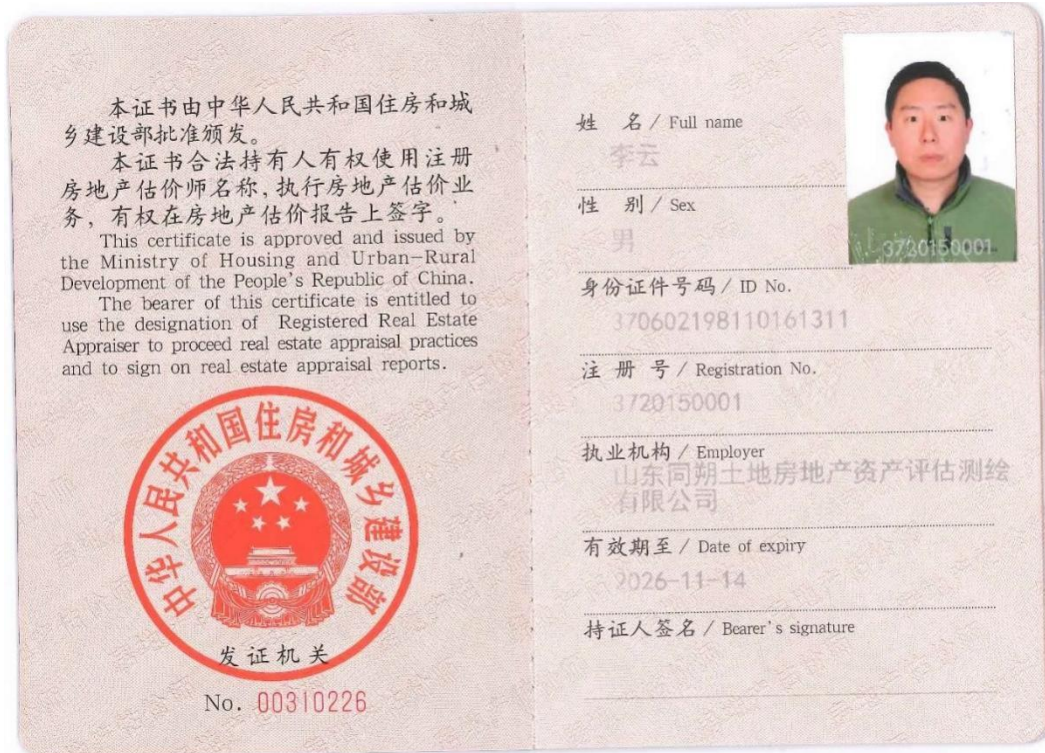 本证书由中华人民共和国住房和城
乡建设部批准颁发。
本证书合法持有人有权使用注册
房地产估价师名称、执行房地产估价业
务，有权在房地产估价报告上签字。
This certificate is approved and issued by
the Ministry of Housing and Urban-Rural
Development of the People's Republic of China.
The bearer of this certificate is entitled to
use the designation of Registered Real Estate
Appraiser to proceed real estate appraisal practices
and to sign on real estate appraisal reports.
中华人民共和国住房和城乡建设部
发证机关
No. 00310226
姓 名 / Full name
李云
性 别 / Sex
男
3720150001
身份证件号码 / ID No.
370602198110161311
注 册 号 / Registration No.
3720150001
执业机构 / Employer
山东同朔土地房地产资产评估测绘
有限公司
有效期至 / Date of expiry
2026-11-14
持证人签名 / Bearer's signature